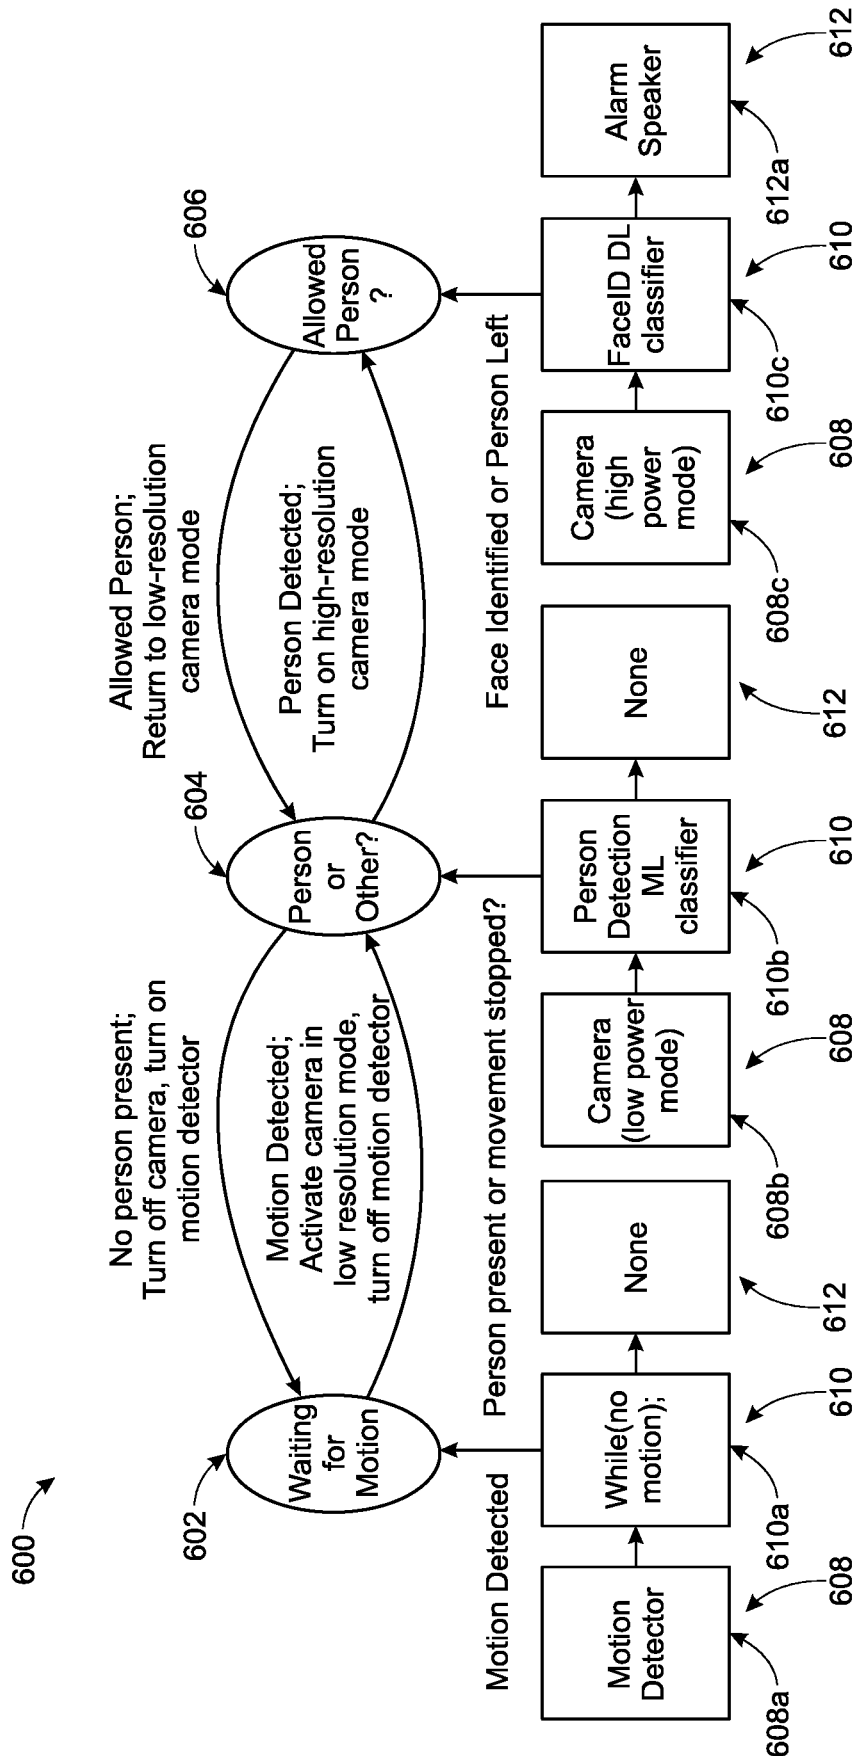 600
No person present;
Turn off camera, turn on
motion detector
Allowed Person;
Return to low-resolution
camera mode
602
604
606
Waiting
for
Motion
Motion Detected;
Activate camera in
low resolution mode,
turn off motion detector
Person
or
Other?
Person Detected;
Turn on high-resolution
camera mode
Allowed
Person
?
Motion Detected
Person present or movement stopped?
Face Identified or Person Left
Motion
Detector
While(no
motion);
None
Camera
(low power
mode)
Person
Detection
ML
classifier
None
Camera
(high
power
mode)
FaceID DL
classifier
Alarm
Speaker
608a
608
610a
610
612
608b
608
610b
610
612
608c
608
610c
610
612a
612